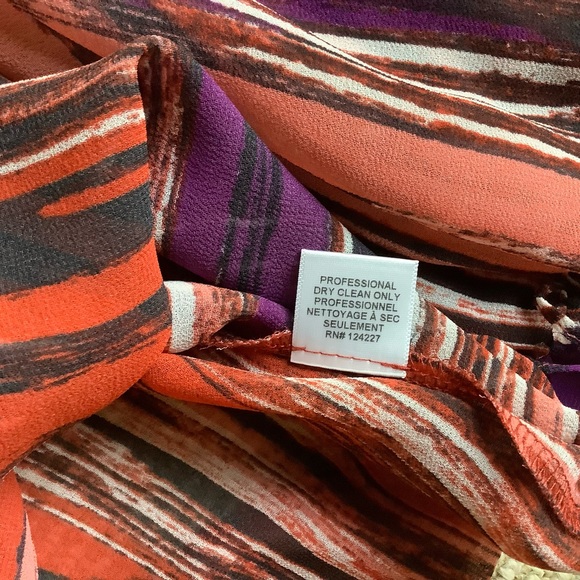 PROFESSIONAL
DRY CLEAN ONLY
PROFESSIONNEL
NETTOYAGE À SEC
SEULEMENT
RN# 124227